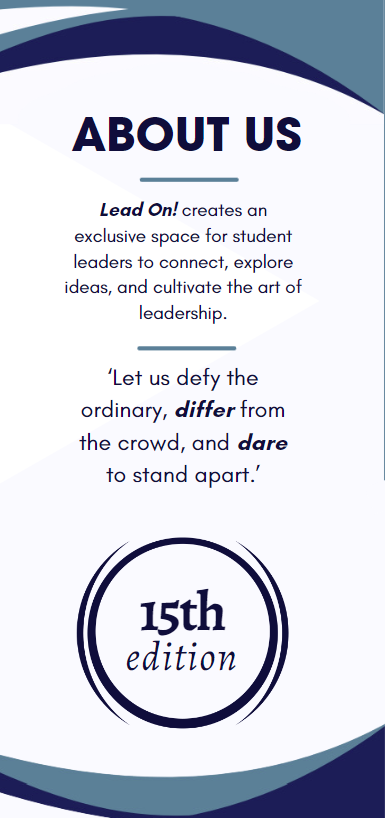 ABOUT US
Lead On! creates an
exclusive space for student
leaders to connect, explore
ideas, and cultivate the art of
leadership.
‘Let us defy the
ordinary, differ from
the crowd, and dare
to stand apart.’
15th
edition